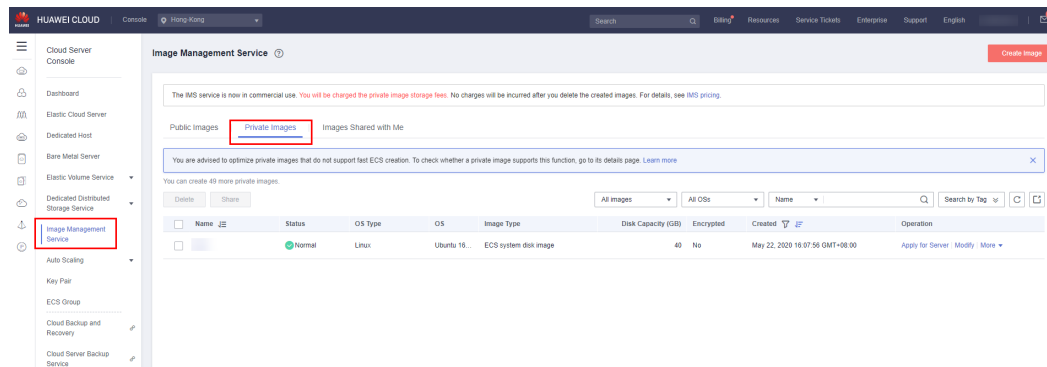 HUAWEI
HUAWEI CLOUD
Console
Hong-Kong
Search
Billing
Resources
Service Tickets
Enterprise
Support
English
Cloud Server
Console
Dashboard
Elastic Cloud Server
Dedicated Host
Bare Metal Server
Elastic Volume Service
Dedicated Distributed
Storage Service
Image Management
Service
Auto Scaling
Key Pair
ECS Group
Cloud Backup and
Recovery
Cloud Server Backup
Service
Image Management Service
Create Image
The IMS service is now in commercial use. You will be charged the private image storage fees. No charges will be incurred after you delete the created images. For details, see IMS pricing.
Public Images
Private Images
Images Shared with Me
You are advised to optimize private images that do not support fast ECS creation. To check whether a private image supports this function, go to its details page. Learn more
You can create 49 more private images.
Delete
Share
All images
All OSs
Name
Search by Tag
Name
Status
OS Type
OS
Image Type
Disk Capacity (GB)
Encrypted
Created
Operation
Normal
Linux
Ubuntu 16...
ECS system disk image
40
No
May 22, 2020 16:07:56 GMT+08:00
Apply for Server | Modify | More